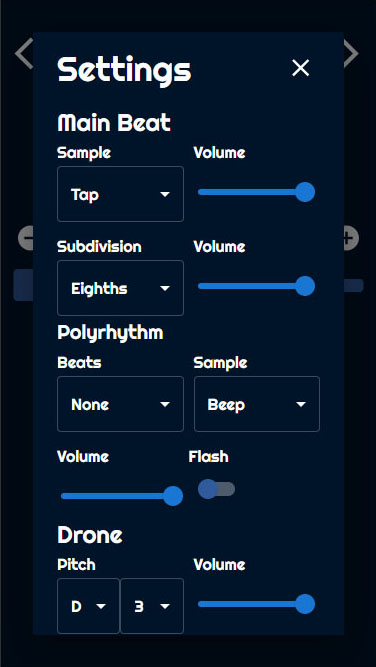 Settings
Main Beat
Sample Volume
Tap
Subdivision Volume
Eighths
Polyrhythm
Beats Sample
None Beep
Volume Flash
Drone
Pitch Volume
D 3